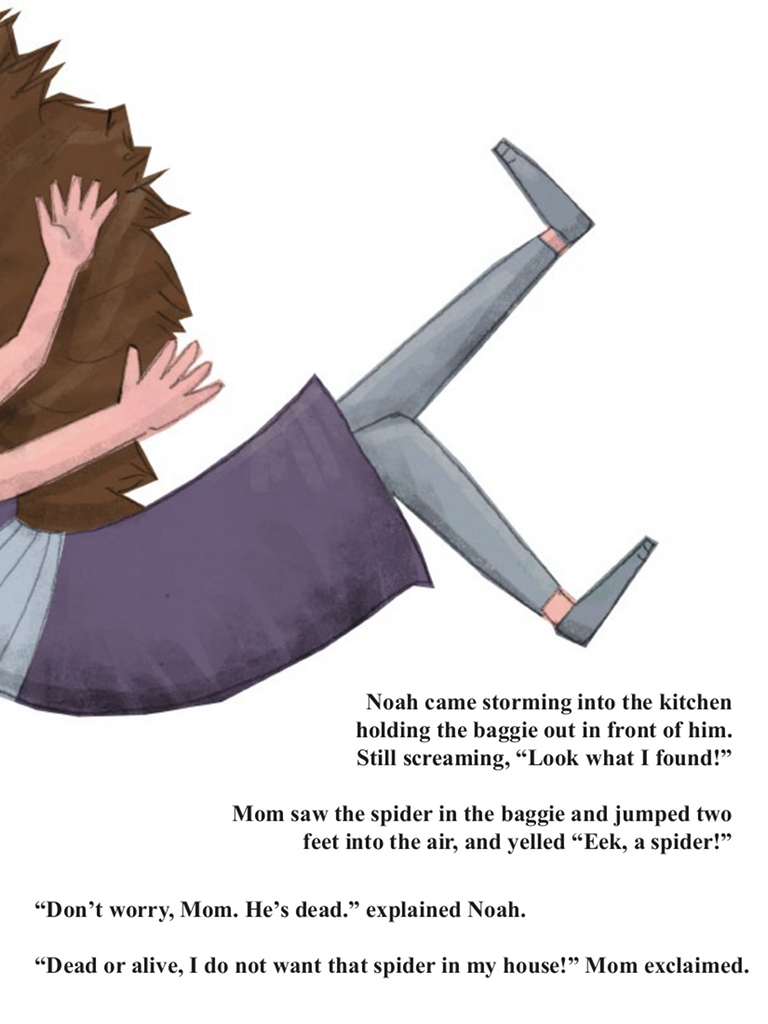 Noah came storming into the kitchen
holding the baggie out in front of him.
Still screaming, “Look what I found!”
Mom saw the spider in the baggie and jumped two
feet into the air, and yelled “Eek, a spider!”
“Don’t worry, Mom. He’s dead.” explained Noah.
“Dead or alive, I do not want that spider in my house!” Mom exclaimed.